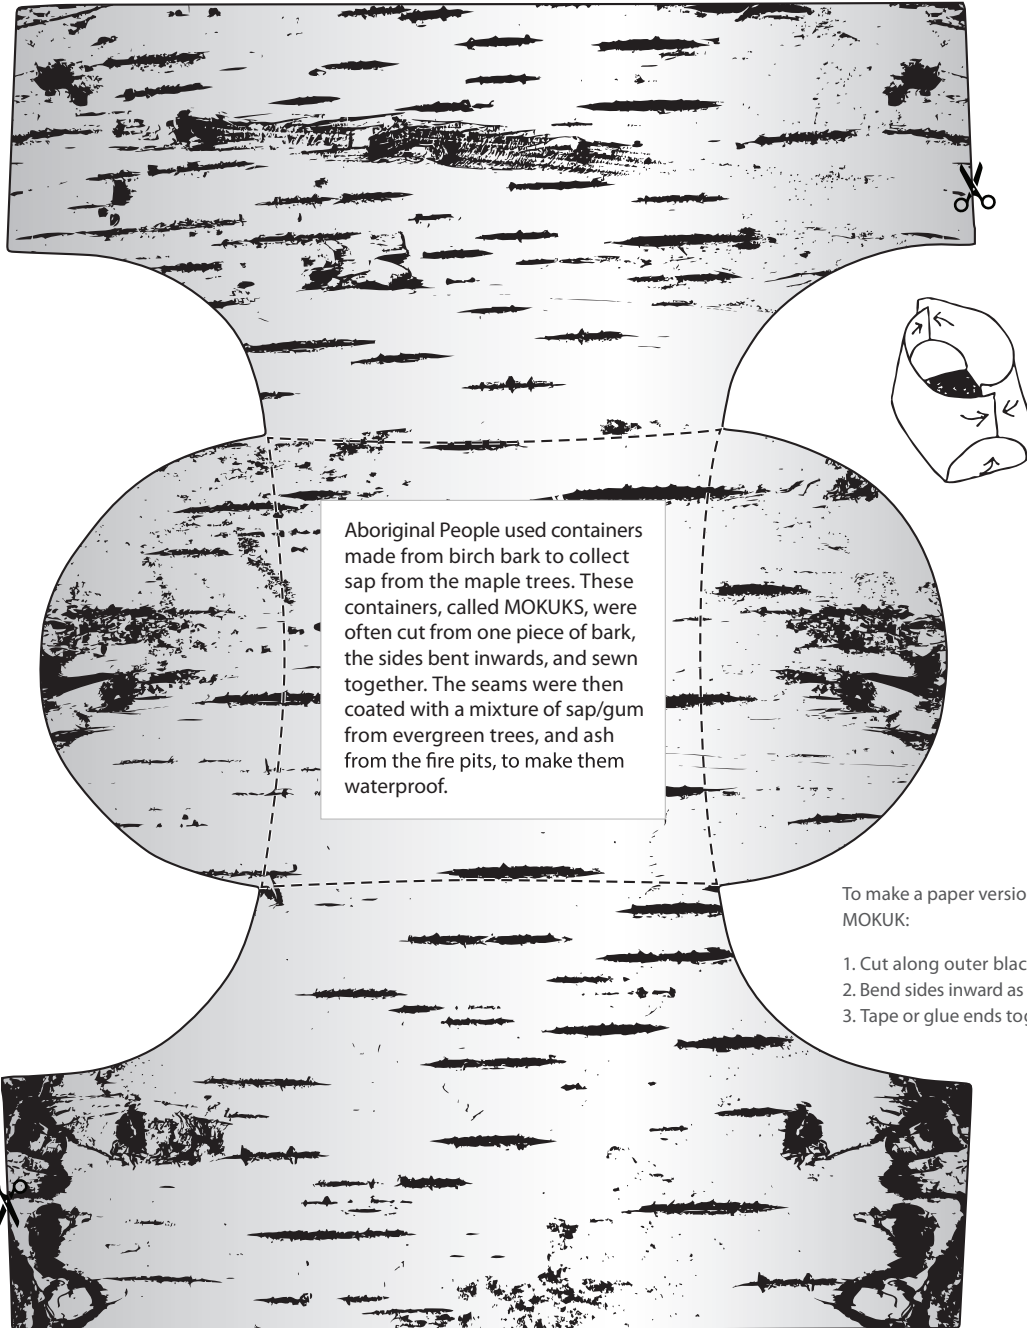 Aboriginal People used containers
made from birch bark to collect
sap from the maple trees. These
containers, called MOKUKS, were
often cut from one piece of bark,
the sides bent inwards, and sewn
together. The seams were then
coated with a mixture of sap/gum
from evergreen trees, and ash
from the fire pits, to make them
waterproof.
To make a paper
MOKUK:
1. Cut along outer
2. Bend sides inward as
3. Tape or glue ends